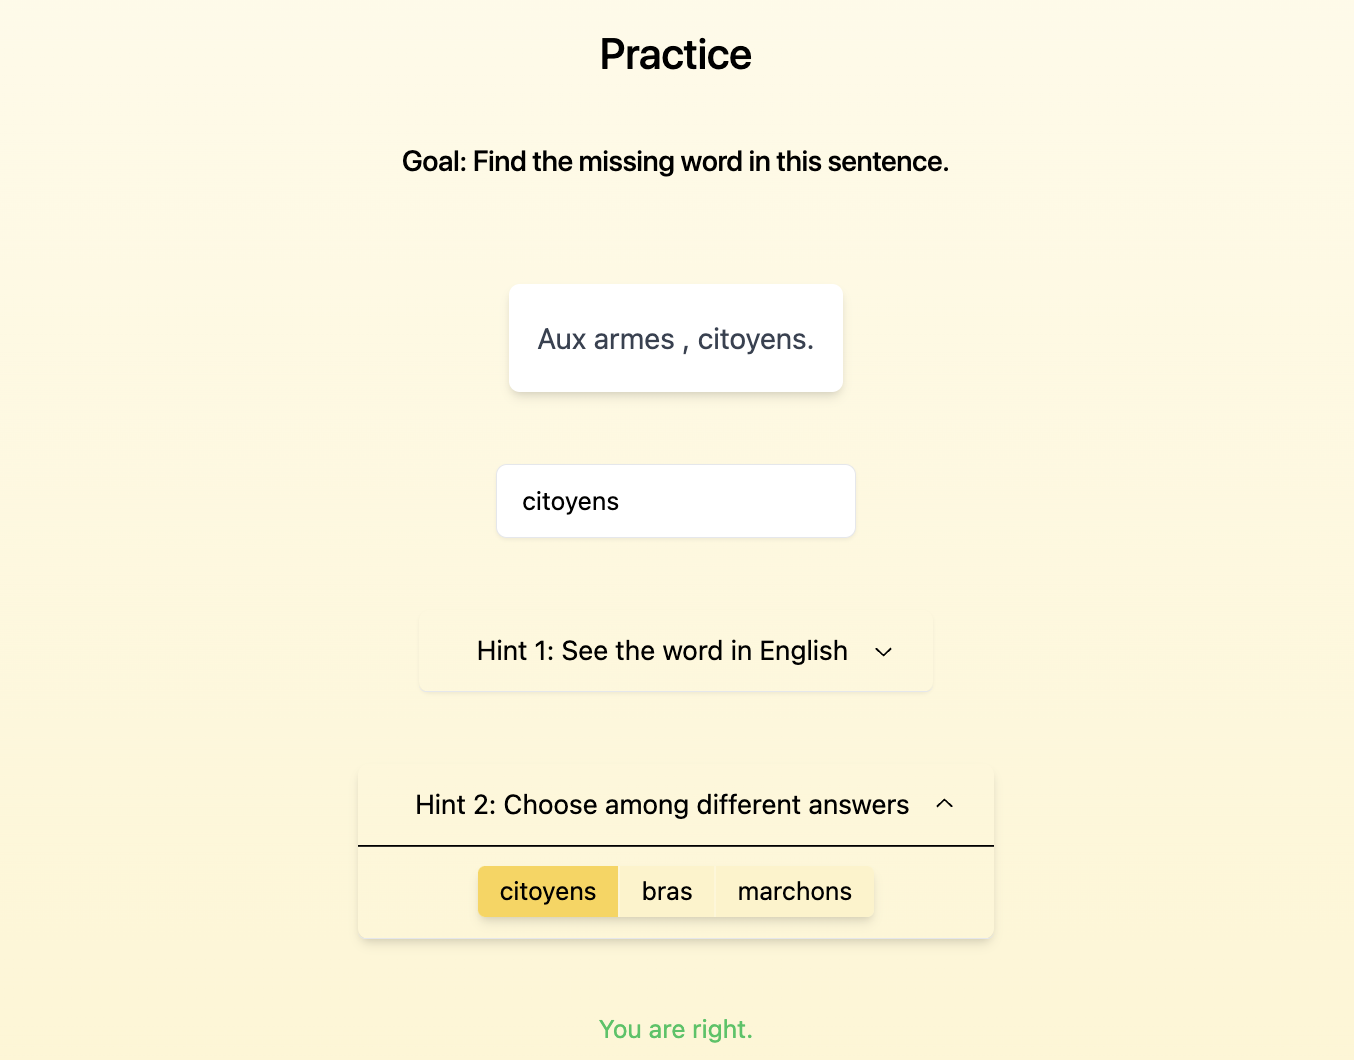 Practice
Goal: Find the missing word in this sentence.
Aux armes , citoyens.
citoyens
Hint 1: See the word in English
Hint 2: Choose among different answers
citoyens bras marchons
You are right.